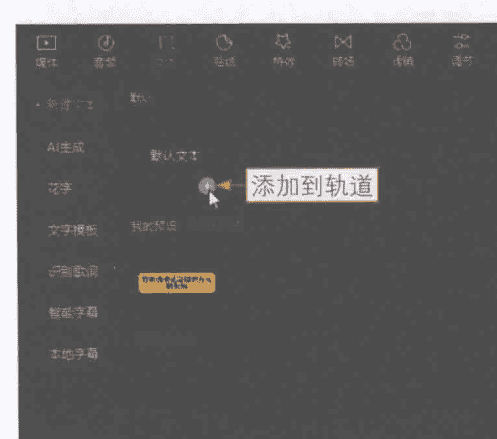 媒体 音频 贴纸 特效 转场 滤镜 调节
默认
AI生成
默认文本
花字
添加到轨道
文字模板
我的预设
识别歌词
智能字幕
本地字幕